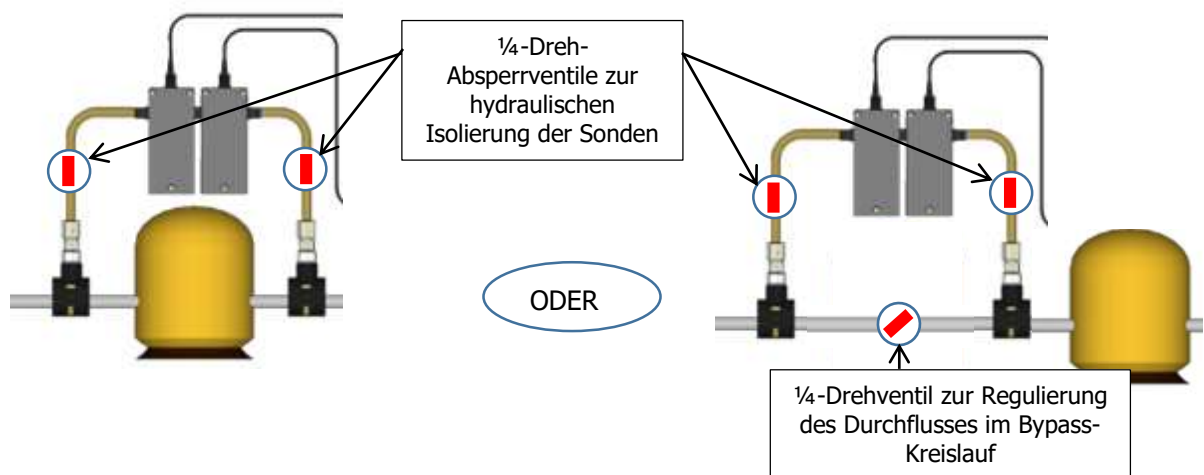 ¼-Dreh-
Absperrventile zur
hydraulischen
Isolierung der Sonden
ODER
¼-Drehventil zur Regulierung
des Durchflusses im Bypass-
Kreislauf